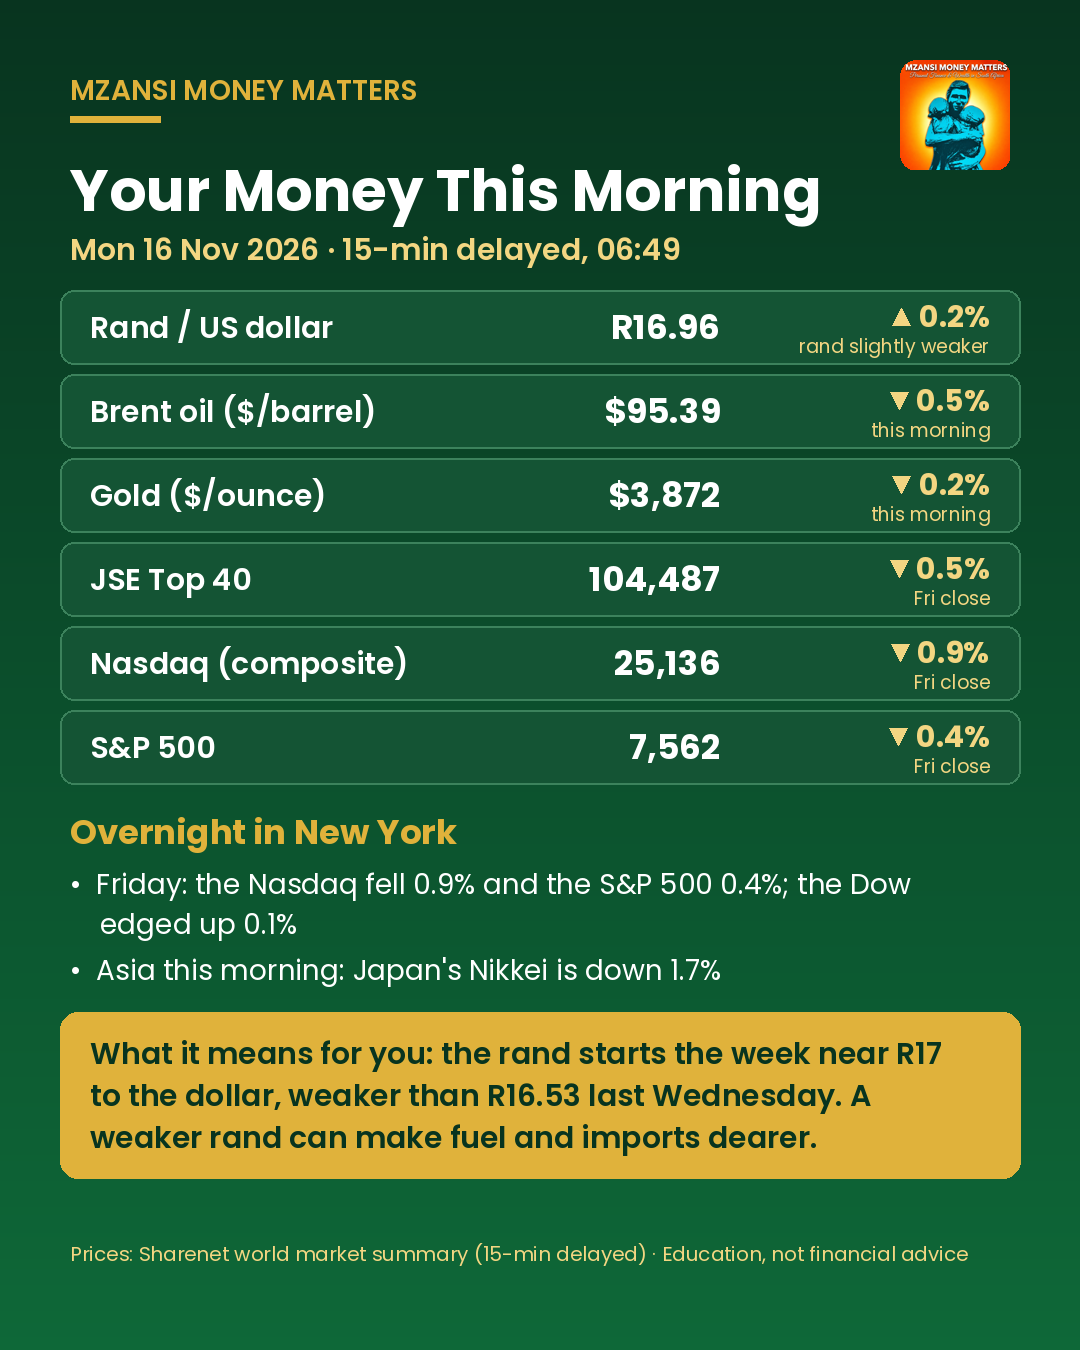 MZANSI MONEY MATTERS
MZANSI MONEY MATTERS
Your Money This Morning
Mon 16 Nov 2026 · 15-min delayed, 06:49
Rand / US dollar R16.96 ▲ 0.2%
rand slightly weaker
Brent oil ($/barrel) $95.39 ▼ 0.5%
this morning
Gold ($/ounce) $3,872 ▼ 0.2%
this morning
JSE Top 40 104,487 ▼ 0.5%
Fri close
Nasdaq (composite) 25,136 ▼ 0.9%
Fri close
S&P 500 7,562 ▼ 0.4%
Fri close
Overnight in New York
• Friday: the Nasdaq fell 0.9% and the S&P 500 0.4%; the Dow
edged up 0.1%
• Asia this morning: Japan's Nikkei is down 1.7%
What it means for you: the rand starts the week near R17
to the dollar, weaker than R16.53 last Wednesday. A
weaker rand can make fuel and imports dearer.
Prices: Sharenet world market summary (15-min delayed) · Education, not financial advice